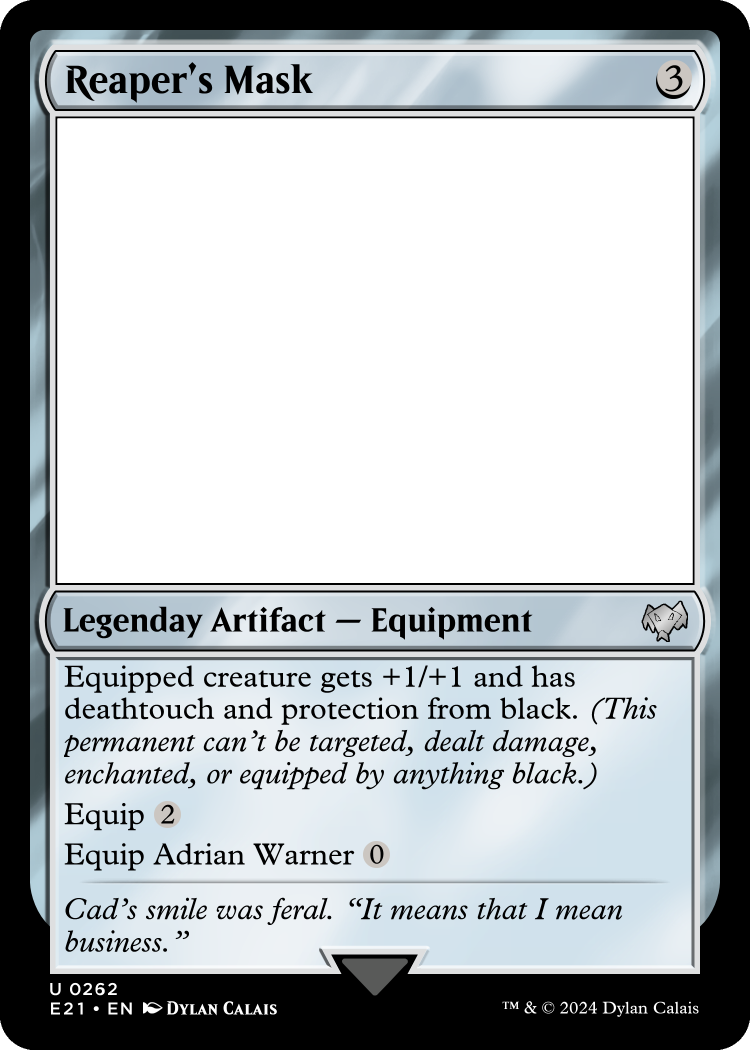 Reaper's Mask 3
Legenday Artifact — Equipment
Equipped creature gets +1/+1 and has
deathtouch and protection from black. (This
permanent can't be targeted, dealt damage,
enchanted, or equipped by anything black.)
Equip 2
Equip Adrian Warner 0
Cad's smile was feral. “It means that I mean
business.”
U 0262
E21 • EN Dylan Calais
™ & © 2024 Dylan Calais